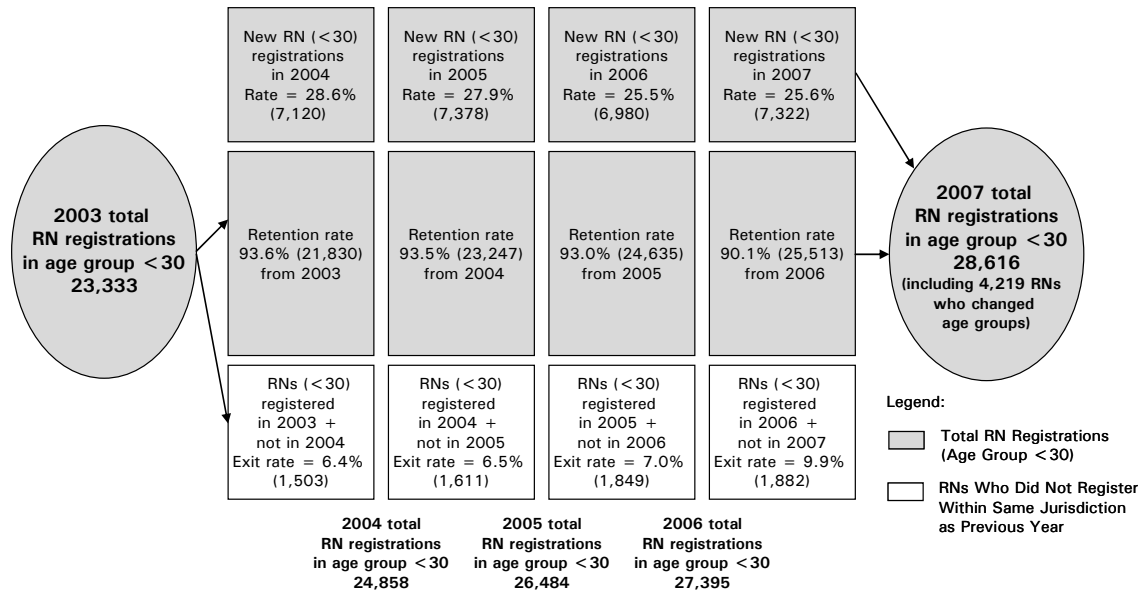 New RN (<30)
registrations
in 2004
Rate = 28.6%
(7,120)
New RN (<30)
registrations
in 2005
Rate = 27.9%
(7,378)
New RN (<30)
registrations
in 2006
Rate = 25.5%
(6,980)
New RN (<30)
registrations
in 2007
Rate = 25.6%
(7,322)
2003 total
RN registrations
in age group <30
23,333
Retention rate
93.6% (21,830)
from 2003
Retention rate
93.5% (23,247)
from 2004
Retention rate
93.0% (24,635)
from 2005
Retention rate
90.1% (25,513)
from 2006
2007 total
RN registrations
in age group <30
28,616
(including 4,219 RNs
who changed
age groups)
RNs (<30)
registered
in 2003 +
not in 2004
Exit rate = 6.4%
(1,503)
RNs (<30)
registered
in 2004 +
not in 2005
Exit rate = 6.5%
(1,611)
RNs (<30)
registered
in 2005 +
not in 2006
Exit rate = 7.0%
(1,849)
RNs (<30)
registered
in 2006 +
not in 2007
Exit rate = 9.9%
(1,882)
Legend:
Total RN Registrations
(Age Group <30)
RNs Who Did Not Register
Within Same Jurisdiction
as Previous Year
2004 total
RN registrations
in age group <30
24,858
2005 total
RN registrations
in age group <30
26,484
2006 total
RN registrations
in age group <30
27,395